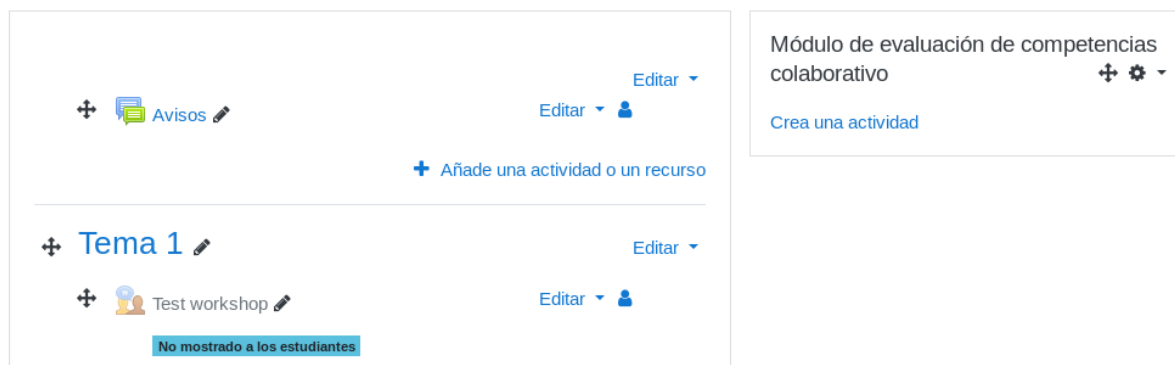 Editar
Avisos
Editar
Añade una actividad o un recurso
Tema 1
Editar
Test workshop
Editar
No mostrado a los estudiantes
Módulo de evaluación de competencias
colaborativo
Crea una actividad